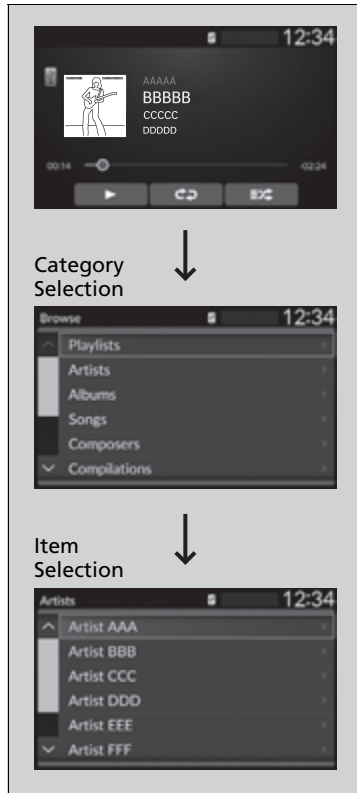 12:34
AAAAA
BBBBB
CCCCC
DDDDD
00:14 -02:24
Category
Selection
Browse 12:34
Playlists
Artists
Albums
Songs
Composers
Compilations
Item
Selection
Artists 12:34
Artist AAA
Artist BBB
Artist CCC
Artist DDD
Artist EEE
Artist FFF